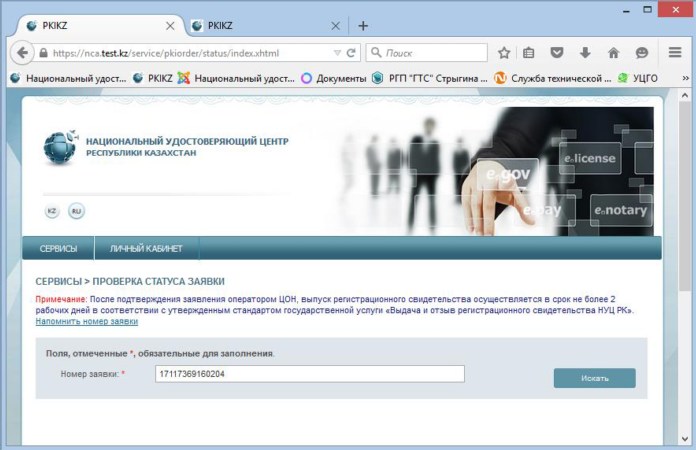 PKIKZ
PKIKZ
https://nca.test.kz/service/pkiorder/status/index.xhtml
Поиск
Национальный удост...
PKIKZ
Национальный удост...
Документы
РГП "ГТС" Стрыгина ...
Служба технической ...
УЦГО
НАЦИОНАЛЬНЫЙ УДОСТОВЕРЯЮЩИЙ ЦЕНТР
РЕСПУБЛИКИ КАЗАХСТАН
e.gov
e.license
e.notary
KZ
RU
СЕРВИСЫ
ЛИЧНЫЙ КАБИНЕТ
СЕРВИСЫ > ПРОВЕРКА СТАТУСА ЗАЯВКИ
Примечание: После подтверждения заявления оператором ЦОН, выпуск регистрационного свидетельства осуществляется в срок не более 2
рабочих дней в соответствии с утвержденным стандартом государственной услуги «Выдача и отзыв регистрационного свидетельства НУЦ РК».
Напомнить номер заявки
Поля, отмеченные *, обязательные для заполнения.
Номер заявки: *
17117369160204
Искать